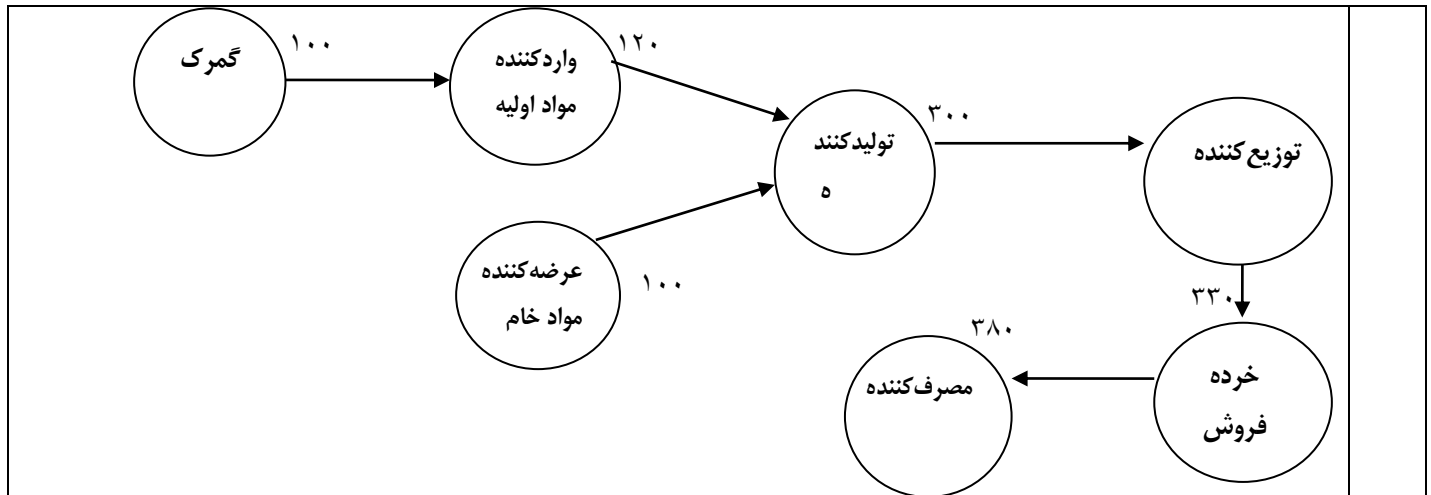 گمرک
۱۰۰
واردکننده
مواد اولیه
۱۲۰
تولیدکنند
ه
۳۰۰
توزیع‌کننده
عرضه‌کننده
مواد خام
۱۰۰
۳۳۰
خرده
فروش
۳۸۰
مصرف‌کننده